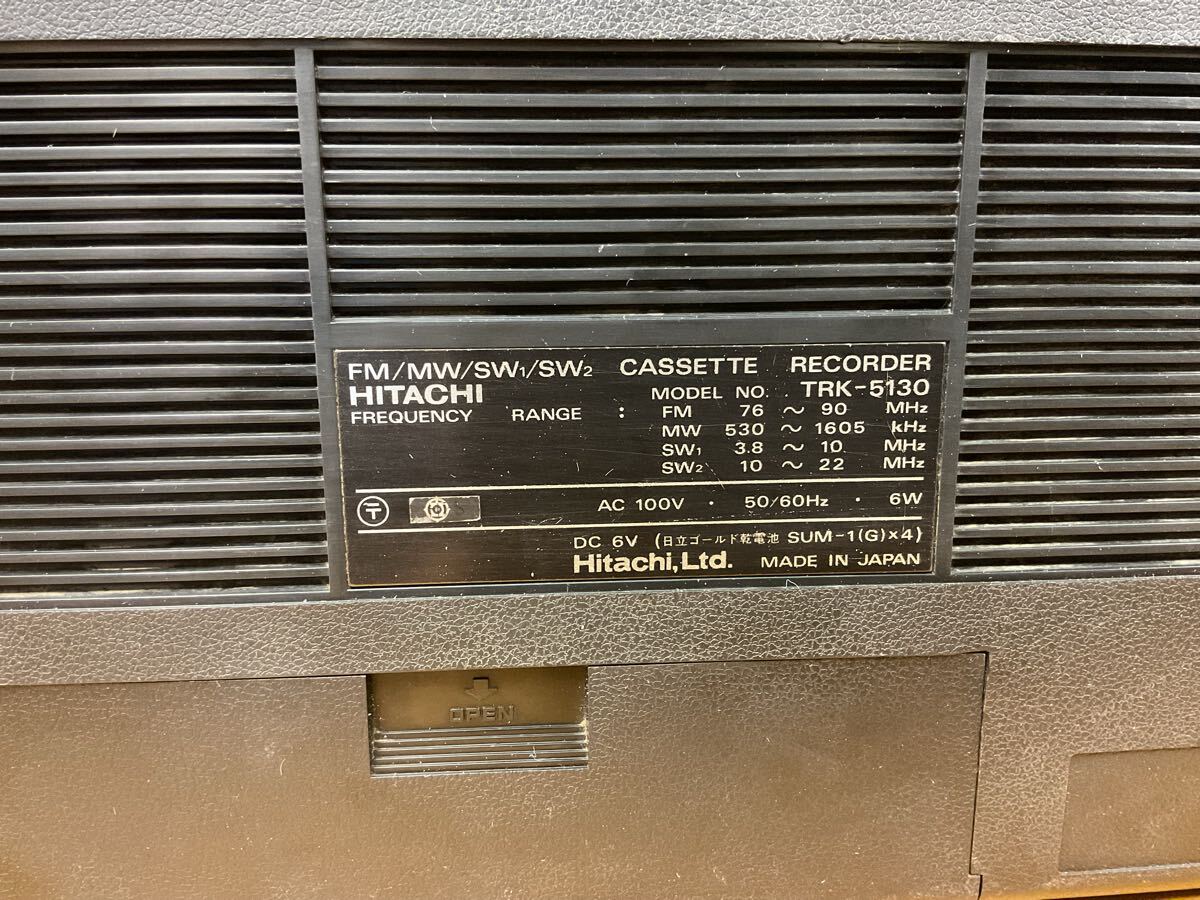 FM/MW/SW₁/SW₂ CASSETTE RECORDER
HITACHI MODEL NO. TRK-5130
FREQUENCY RANGE : FM 76 ~ 90 MHz
MW 530 ~ 1605 kHz
SW₁ 3.8 ~ 10 MHz
SW₂ 10 ~ 22 MHz
〒 AC 100V · 50/60Hz · 6W
DC 6V (日立ゴールド乾電池 SUM-1(G)×4)
Hitachi,Ltd. MADE IN JAPAN
OPEN